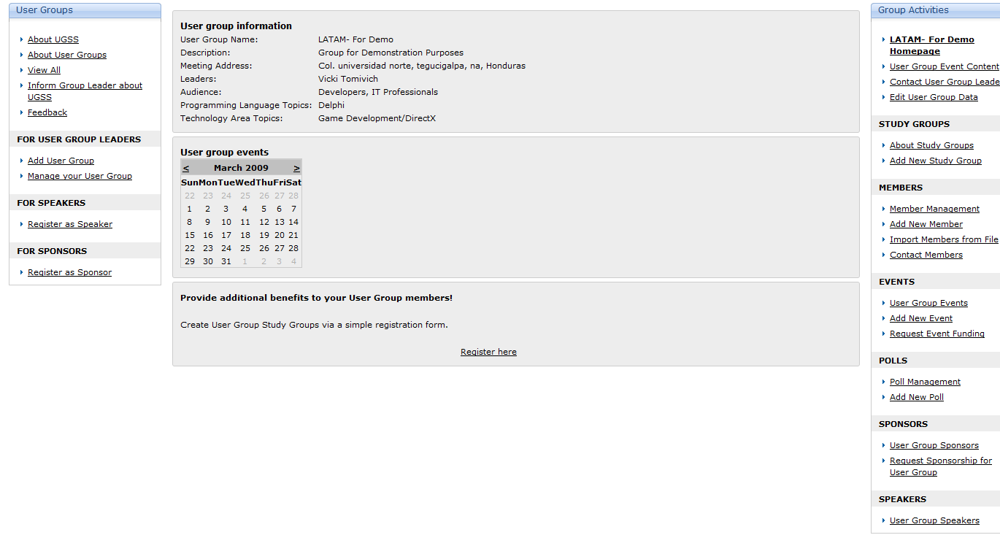 User Groups
About UGSS
About User Groups
View All
Inform Group Leader about
UGSS
Feedback
FOR USER GROUP LEADERS
Add User Group
Manage your User Group
FOR SPEAKERS
Register as Speaker
FOR SPONSORS
Register as Sponsor
User group information
User Group Name: LATAM- For Demo
Description: Group for Demonstration Purposes
Meeting Address: Col. universidad norte, tegucigalpa, na, Honduras
Leaders: Vicki Tomivich
Audience: Developers, IT Professionals
Programming Language Topics: Delphi
Technology Area Topics: Game Development/DirectX
User group events
< March 2009 >
Sun Mon Tue Wed Thu Fri Sat
22 23 24 25 26 27 28
1 2 3 4 5 6 7
8 9 10 11 12 13 14
15 16 17 18 19 20 21
22 23 24 25 26 27 28
29 30 31 1 2 3 4
Provide additional benefits to your User Group members!
Create User Group Study Groups via a simple registration form.
Register here
Group Activities
LATAM- For Demo
Homepage
User Group Event Content
Contact User Group Leade
Edit User Group Data
STUDY GROUPS
About Study Groups
Add New Study Group
MEMBERS
Member Management
Add New Member
Import Members from File
Contact Members
EVENTS
User Group Events
Add New Event
Request Event Funding
POLLS
Poll Management
Add New Poll
SPONSORS
User Group Sponsors
Request Sponsorship for
User Group
SPEAKERS
User Group Speakers